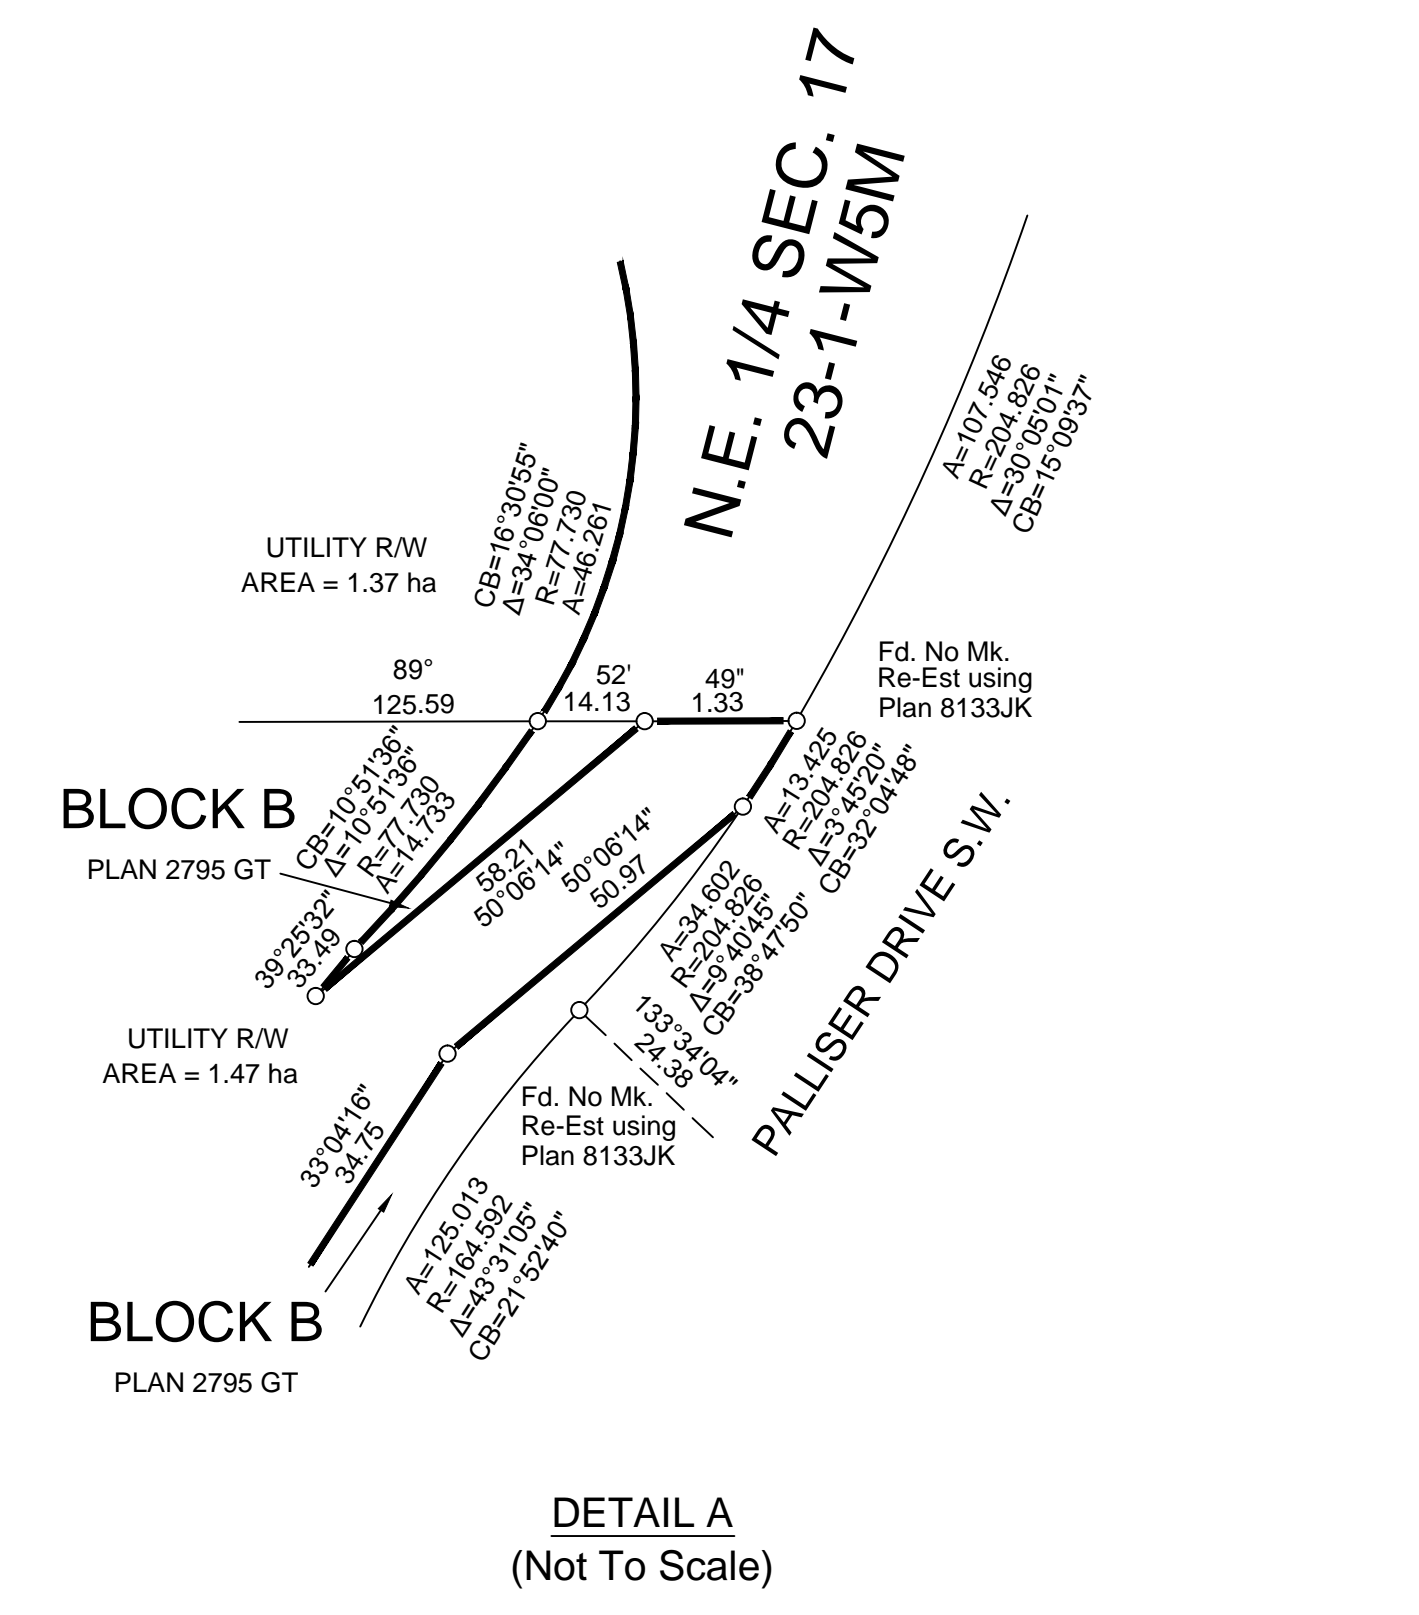 N.E. 1/4 SEC. 17
23-1-W5M
A=107.546
R=204.826
Δ=30°05'01"
CB=15°09'37"
CB=16°30'55"
Δ=34°06'00"
R=77.730
A=46.261
UTILITY R/W
AREA = 1.37 ha
89° 52' 49"
125.59 14.13 1.33
Fd. No Mk.
Re-Est using
Plan 8133JK
BLOCK B
PLAN 2795 GT
CB=10°51'36"
Δ=10°51'36"
R=77.730
A=14.733
58.21
50°06'14"
50°06'14"
50.97
A=13.425
R=204.826
Δ=3°45'20"
CB=32°04'48"
PALLISER DRIVE S.W.
39°25'32"
33.49
A=34.602
R=204.826
Δ=9°40'45"
CB=38°47'50"
UTILITY R/W
AREA = 1.47 ha
133°34'04"
24.38
Fd. No Mk.
Re-Est using
Plan 8133JK
33°04'16"
34.75
A=125.013
R=164.592
Δ=43°31'05"
CB=21°52'40"
BLOCK B
PLAN 2795 GT
DETAIL A
(Not To Scale)